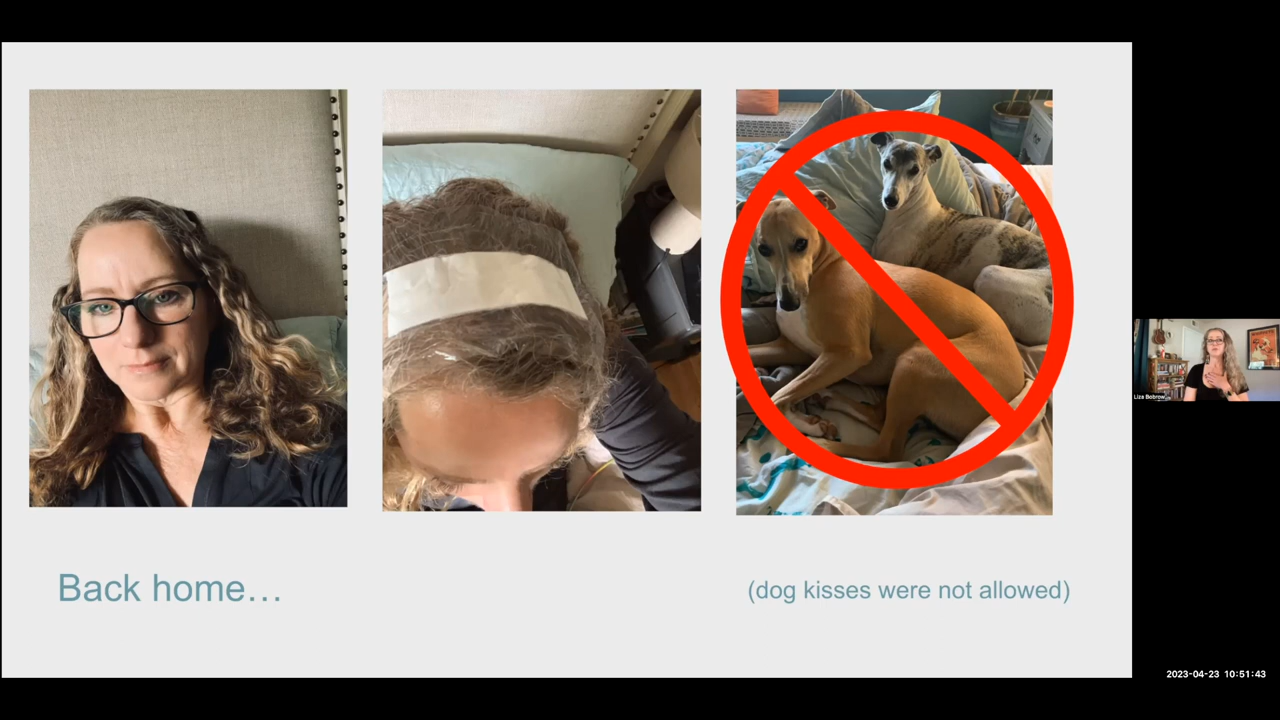 Back home…
(dog kisses were not allowed)
Liza Bobrow
2023-04-23 10:51:43